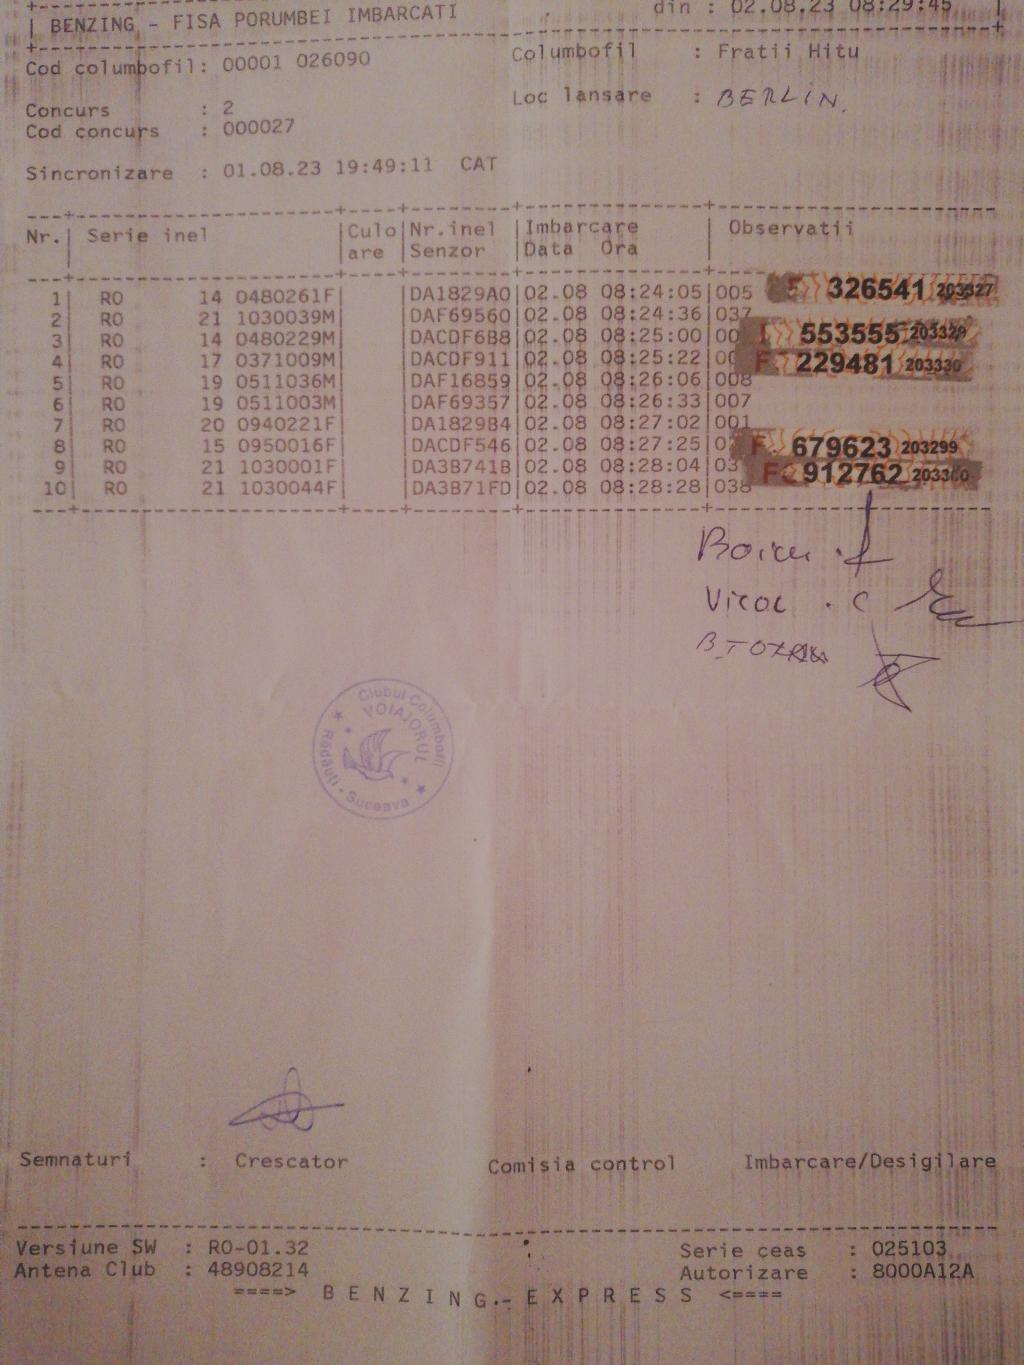 BENZING - FISA PORUMBEI IMBARCATI din : 02.08.23 08:29:45
Cod columbofil: 00001 026090 Columbofil : Fratii Hitu
Loc lansare : BERLIN.
Concurs : 2
Cod concurs : 000027
Sincronizare : 01.08.23 19:49:11 CAT
Nr. Serie inel Culo Nr.inel Imbarcare Observatii
are Senzor Data Ora
1 RO 14 0480261F DA1829A0 02.08 08:24:05 005 326541 203327
2 RO 21 1030039M DAF69560 02.08 08:24:36 037
3 RO 14 0480229M DACDF6B8 02.08 08:25:00 553555 203329
4 RO 17 0371009M DACDF911 02.08 08:25:22 F 229481 203330
5 RO 19 0511036M DAF16859 02.08 08:26:06 008
6 RO 19 0511003M DAF69357 02.08 08:26:33 007
7 RO 20 0940221F DA1829B4 02.08 08:27:02 001
8 RO 15 0950016F DACDF546 02.08 08:27:25 F 679623 203299
9 RO 21 1030001F DA3B741B 02.08 08:28:04 F 912762
10 RO 21 1030044F DA3B71FD 02.08 08:28:28 038
Clubul Columbofil
VOIAJORUL
Rădăuți - Suceava
Semnaturi : Crescator Comisia control Imbarcare/Desigilare
Versiune SW : RO-01.32 Serie ceas : 025103
Antena Club : 48908214 Autorizare : 8000A12A
====> B E N Z I N G - E X P R E S S <====